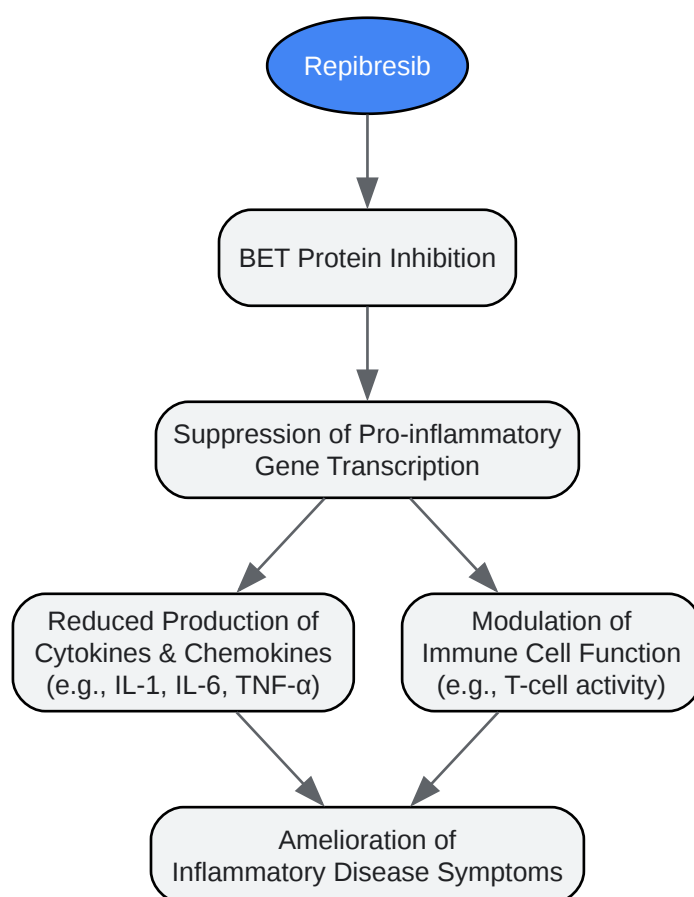 Repibresib
BET Protein Inhibition
Suppression of Pro-inflammatory
Gene Transcription
Reduced Production of
Cytokines & Chemokines
(e.g., IL-1, IL-6, TNF-α)
Modulation of
Immune Cell Function
(e.g., T-cell activity)
Amelioration of
Inflammatory Disease Symptoms